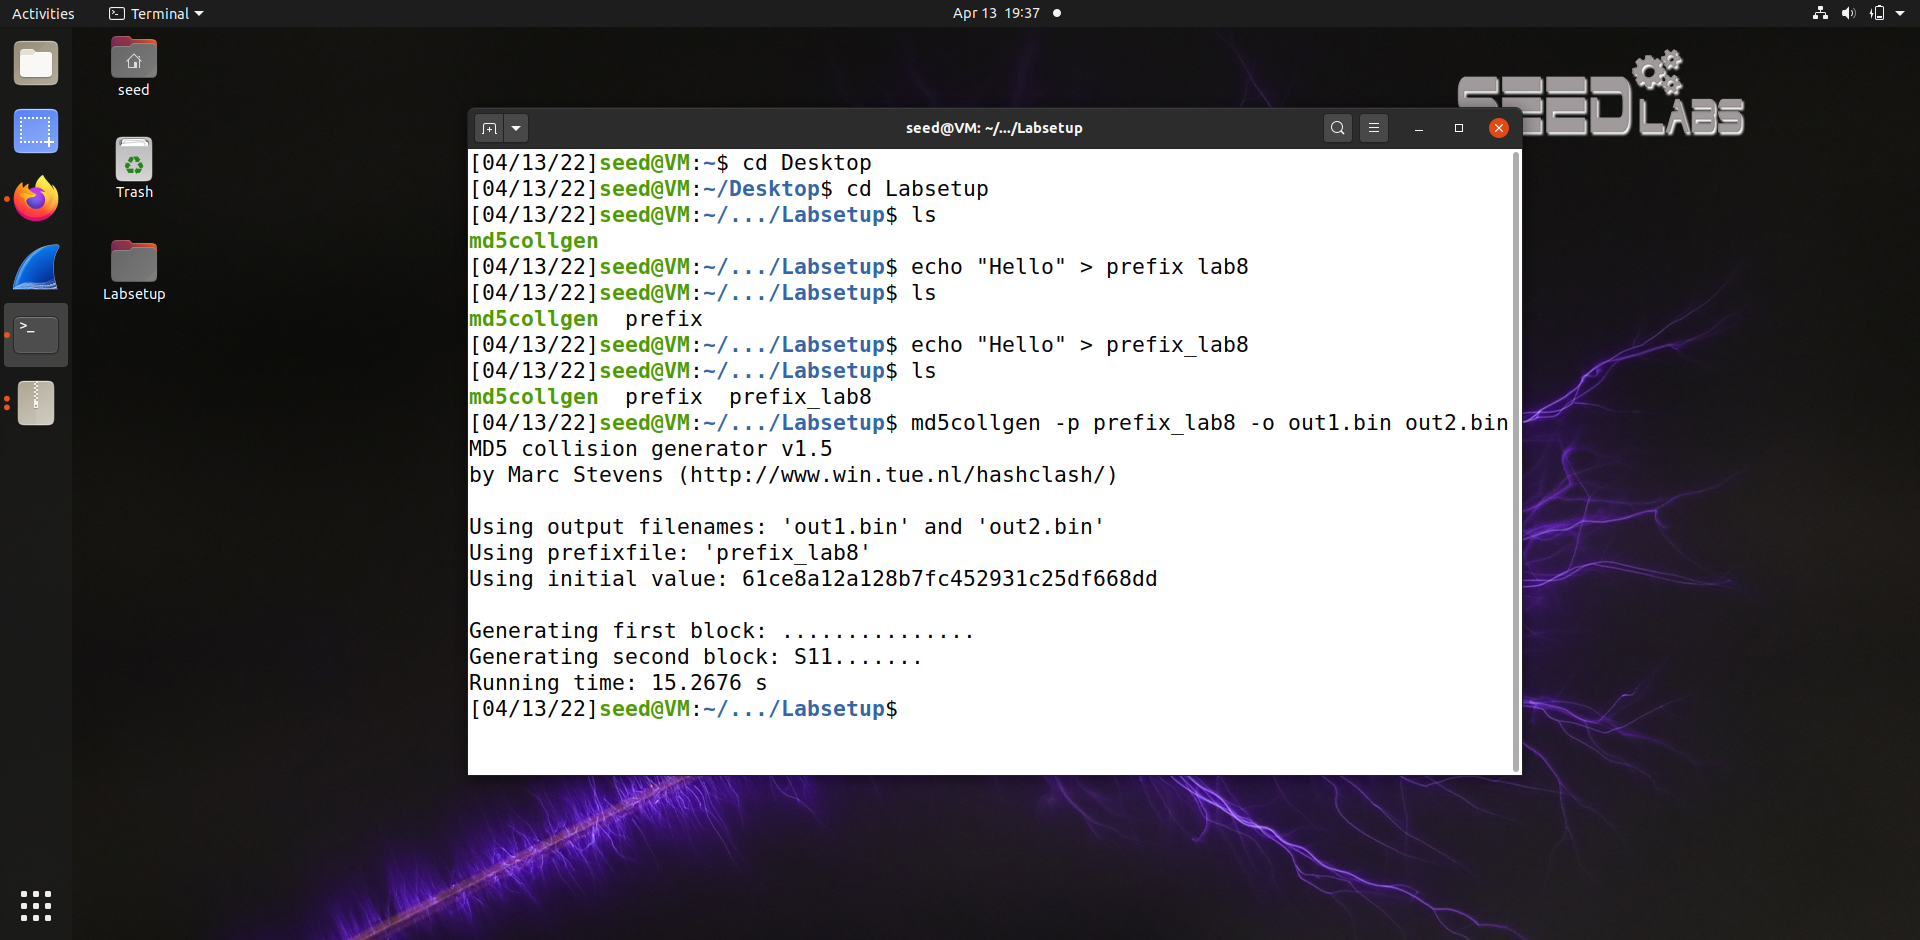 Activities
Terminal
Apr 13 19:37
seed
Trash
Labsetup
SEED LABS
seed@VM: ~/.../Labsetup
[04/13/22]seed@VM:~$ cd Desktop
[04/13/22]seed@VM:~/Desktop$ cd Labsetup
[04/13/22]seed@VM:~/.../Labsetup$ ls
md5collgen
[04/13/22]seed@VM:~/.../Labsetup$ echo "Hello" > prefix lab8
[04/13/22]seed@VM:~/.../Labsetup$ ls
md5collgen  prefix
[04/13/22]seed@VM:~/.../Labsetup$ echo "Hello" > prefix_lab8
[04/13/22]seed@VM:~/.../Labsetup$ ls
md5collgen  prefix  prefix_lab8
[04/13/22]seed@VM:~/.../Labsetup$ md5collgen -p prefix_lab8 -o out1.bin out2.bin
MD5 collision generator v1.5
by Marc Stevens (http://www.win.tue.nl/hashclash/)
Using output filenames: 'out1.bin' and 'out2.bin'
Using prefixfile: 'prefix_lab8'
Using initial value: 61ce8a12a128b7fc452931c25df668dd
Generating first block: ...............
Generating second block: S11.......
Running time: 15.2676 s
[04/13/22]seed@VM:~/.../Labsetup$